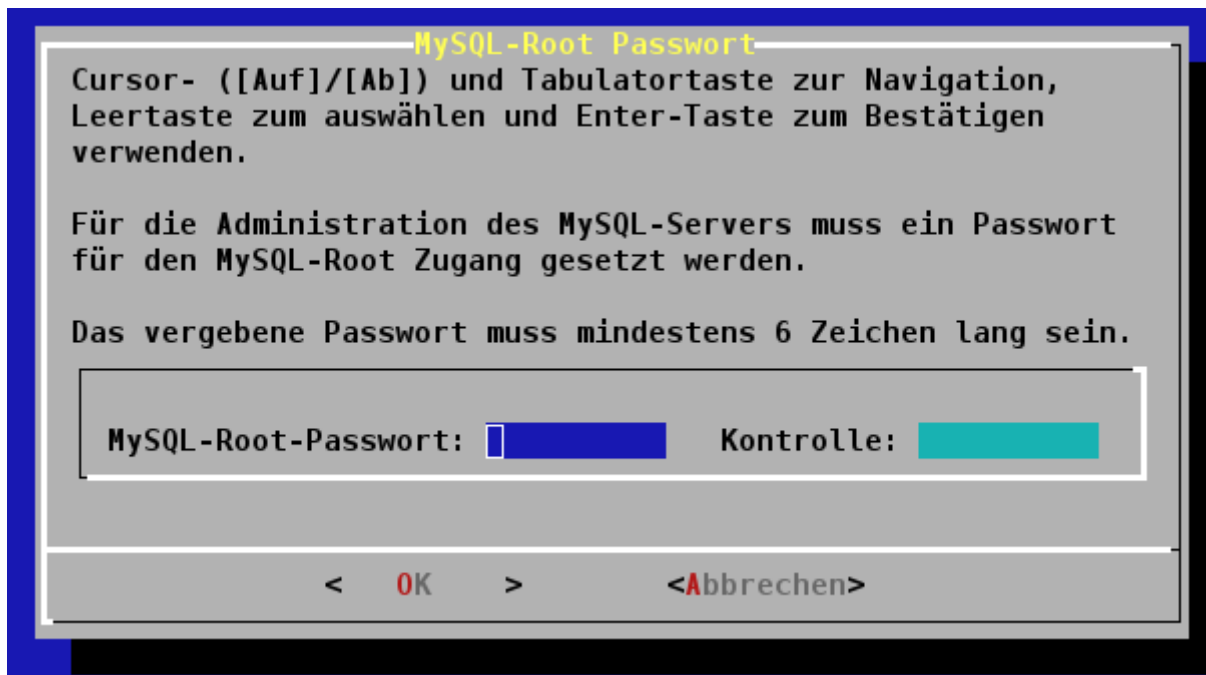 MySQL-Root Passwort
Cursor- ([Auf]/[Ab]) und Tabulatortaste zur Navigation,
Leertaste zum auswählen und Enter-Taste zum Bestätigen
verwenden.
Für die Administration des MySQL-Servers muss ein Passwort
für den MySQL-Root Zugang gesetzt werden.
Das vergebene Passwort muss mindestens 6 Zeichen lang sein.
MySQL-Root-Passwort: Kontrolle:
< OK > <Abbrechen>